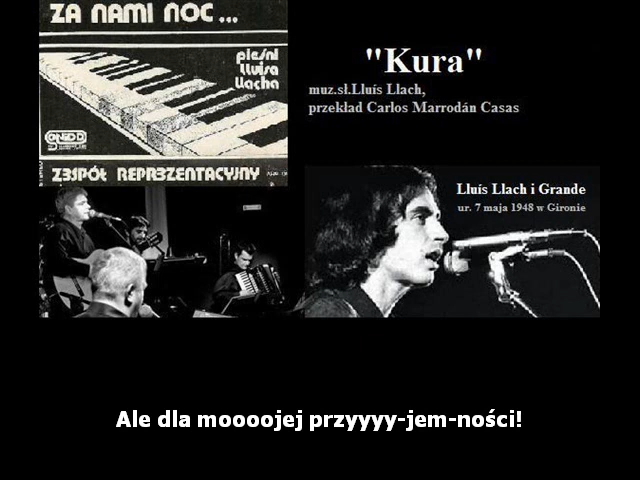 ZA NAMI NOC...
pieśni
lluisa
llacha
ZESPÓŁ REPREZENTACYJNY
"Kura"
muz.sł.Lluís Llach,
przekład Carlos Marrodán Casas
Lluís Llach i Grande
ur. 7 maja 1948 w Gironie
Ale dla moooojej przyyyy-jem-ności!